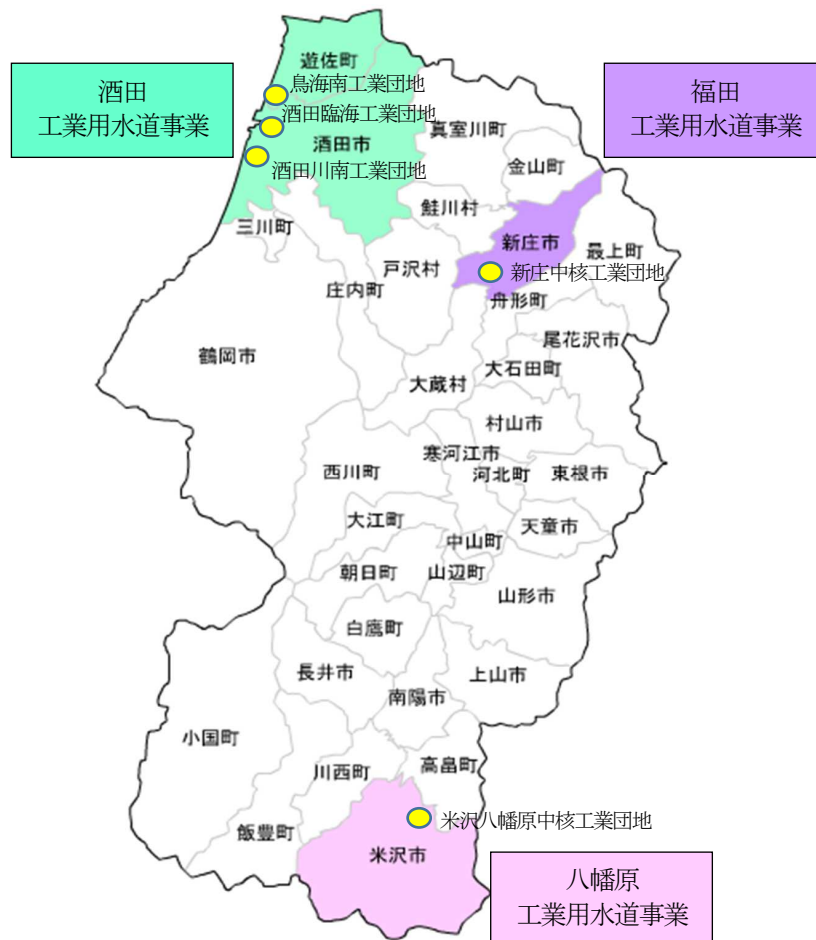 遊佐町
酒田
工業用水道事業
鳥海南工業団地
福田
工業用水道事業
酒田臨海工業団地
酒田市
真室川町
酒田川南工業団地
金山町
鮭川村
三川町
新庄市
最上町
戸沢村
新庄中核工業団地
庄内町
舟形町
尾花沢市
鶴岡市
大石田町
大蔵村
村山市
寒河江市
西川町
河北町
東根市
大江町
天童市
中山町
朝日町
山辺町
山形市
白鷹町
長井市
上山市
南陽市
小国町
高畠町
川西町
米沢八幡原中核工業団地
飯豊町
米沢市
八幡原
工業用水道事業